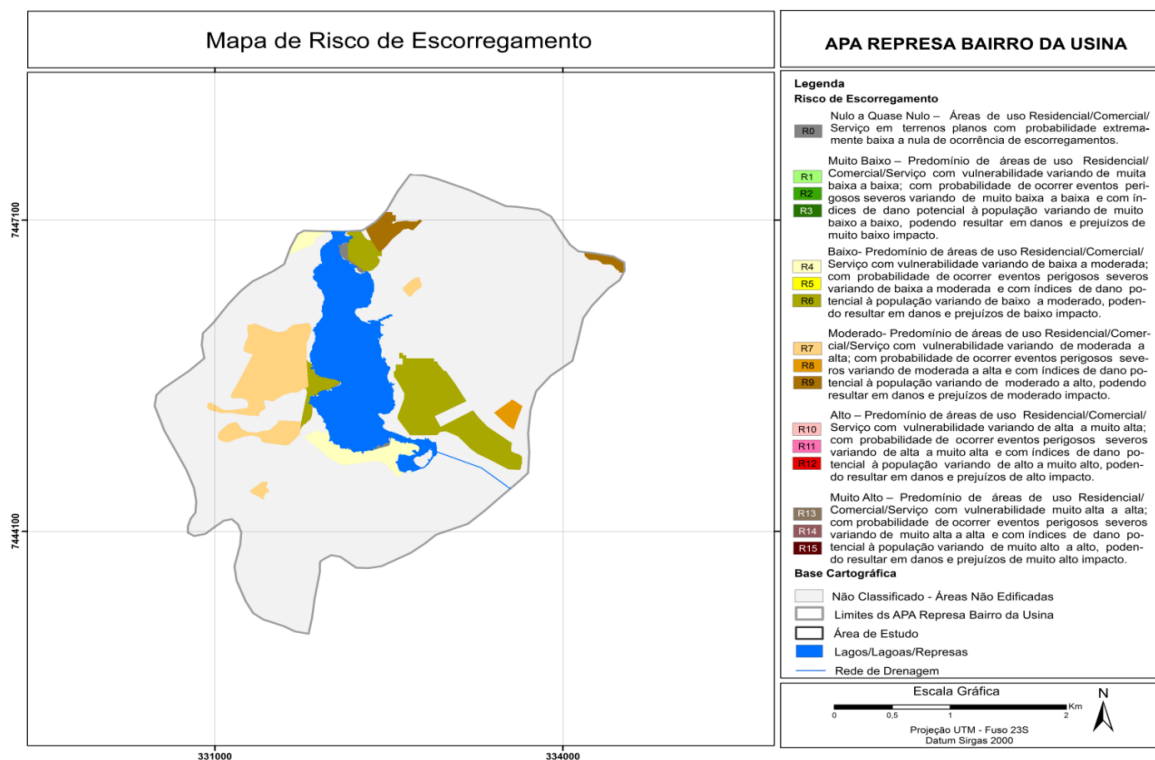 Mapa de Risco de Escorregamento
APA REPRESA BAIRRO DA USINA
7447100
7444100
331000
334000
Legenda
Risco de Escorregamento
R0
Nulo a Quase Nulo – Áreas de uso Residencial/Comercial/
Serviço em terrenos planos com probabilidade extrema-
mente baixa a nula de ocorrência de escorregamentos.
R1
R2
R3
Muito Baixo – Predomínio de áreas de uso Residencial/
Comercial/Serviço com vulnerabilidade variando de muita
baixa a baixa; com probabilidade de ocorrer eventos peri-
gosos severos variando de muito baixa a baixa e com ín-
dices de dano potencial à população variando de muito
baixo a baixo, podendo resultar em danos e prejuízos de
muito baixo impacto.
R4
R5
R6
Baixo- Predomínio de áreas de uso Residencial/Comercial/
Serviço com vulnerabilidade variando de baixa a moderada;
com probabilidade de ocorrer eventos perigosos severos
variando de baixa a moderada e com índices de dano po-
tencial à população variando de baixo a moderado, poden-
do resultar em danos e prejuízos de baixo impacto.
R7
R8
R9
Moderado- Predomínio de áreas de uso Residencial/Comer-
cial/Serviço com vulnerabilidade variando de moderada a
alta; com probabilidade de ocorrer eventos perigosos seve-
ros variando de moderada a alta e com índices de dano po-
tencial à população variando de moderado a alto, podendo
resultar em danos e prejuízos de moderado impacto.
R10
R11
R12
Alto – Predomínio de áreas de uso Residencial/Comercial/
Serviço com vulnerabilidade variando de alta a muito alta;
com probabilidade de ocorrer eventos perigosos severos
variando de alta a muito alta e com índices de dano po-
tencial à população variando de alto a muito alto, poden-
do resultar em danos e prejuízos de alto impacto.
R13
R14
R15
Muito Alto – Predomínio de áreas de uso Residencial/
Comercial/Serviço com vulnerabilidade muito alta a alta;
com probabilidade de ocorrer eventos perigosos severos
variando de muito alta a alta e com índices de dano po-
tencial à população variando de muito alto a alto, poden-
do resultar em danos e prejuízos de muito alto impacto.
Base Cartográfica
Não Classificado - Áreas Não Edificadas
Limites ds APA Represa Bairro da Usina
Área de Estudo
Lagos/Lagoas/Represas
Rede de Drenagem
Escala Gráfica
N
Km
0 0,5 1 2
Projeção UTM - Fuso 23S
Datum Sirgas 2000